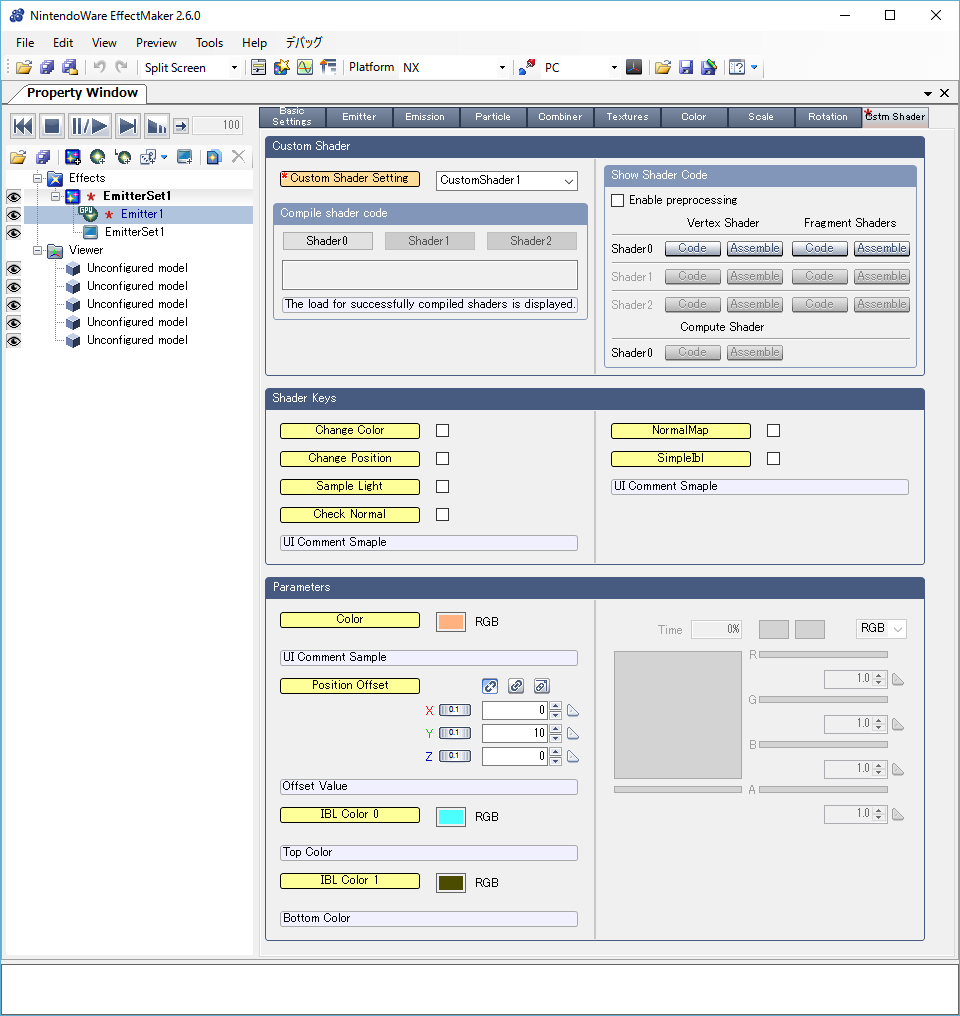 NintendoWare EffectMaker 2.6.0
File Edit View Preview Tools Help デバッグ
Split Screen Platform NX PC
Property Window
100
Effects
* EmitterSet1
GPU * Emitter1
EmitterSet1
Viewer
Unconfigured model
Unconfigured model
Unconfigured model
Unconfigured model
Unconfigured model
Basic Settings Emitter Emission Particle Combiner Textures Color Scale Rotation *Cstm Shader
Custom Shader
*Custom Shader Setting CustomShader1
Compile shader code
Shader0 Shader1 Shader2
The load for successfully compiled shaders is displayed.
Show Shader Code
Enable preprocessing
Vertex Shader Fragment Shaders
Shader0 Code Assemble Code Assemble
Shader1 Code Assemble Code Assemble
Shader2 Code Assemble Code Assemble
Compute Shader
Shader0 Code Assemble
Shader Keys
Change Color
Change Position
Sample Light
Check Normal
UI Comment Smaple
NormalMap
SimpleIbl
UI Comment Smaple
Parameters
Color RGB
UI Comment Sample
Position Offset
X 0.1 0
Y 0.1 10
Z 0.1 0
Offset Value
IBL Color 0 RGB
Top Color
IBL Color 1 RGB
Bottom Color
Time 0% RGB
R
1.0
G
1.0
B
1.0
A
1.0